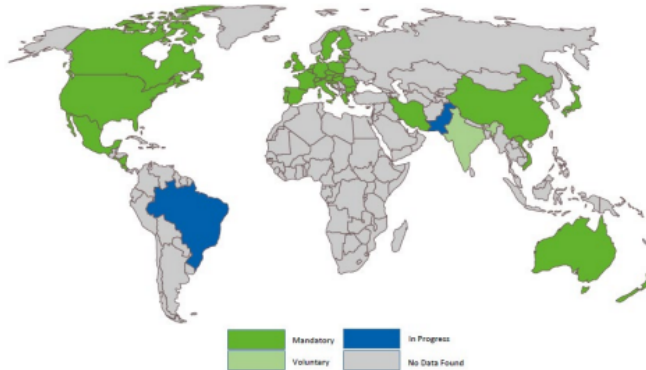 Mandatory
In Progress
Voluntary
No Data Found